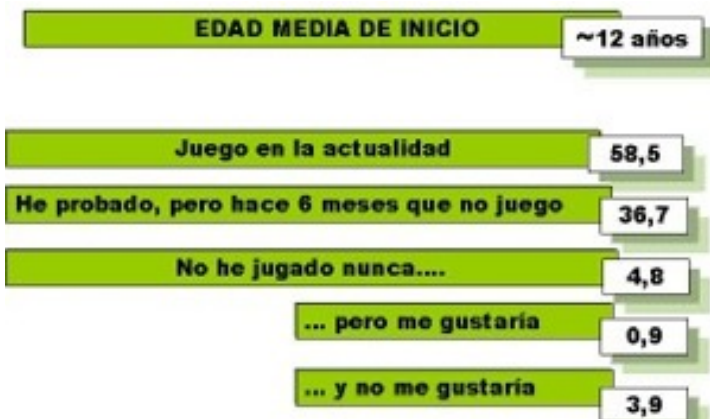 EDAD MEDIA DE INICIO ~12 años
Juego en la actualidad 58,5
He probado, pero hace 6 meses que no juego 36,7
No he jugado nunca.... 4,8
... pero me gustaría 0,9
... y no me gustaría 3,9